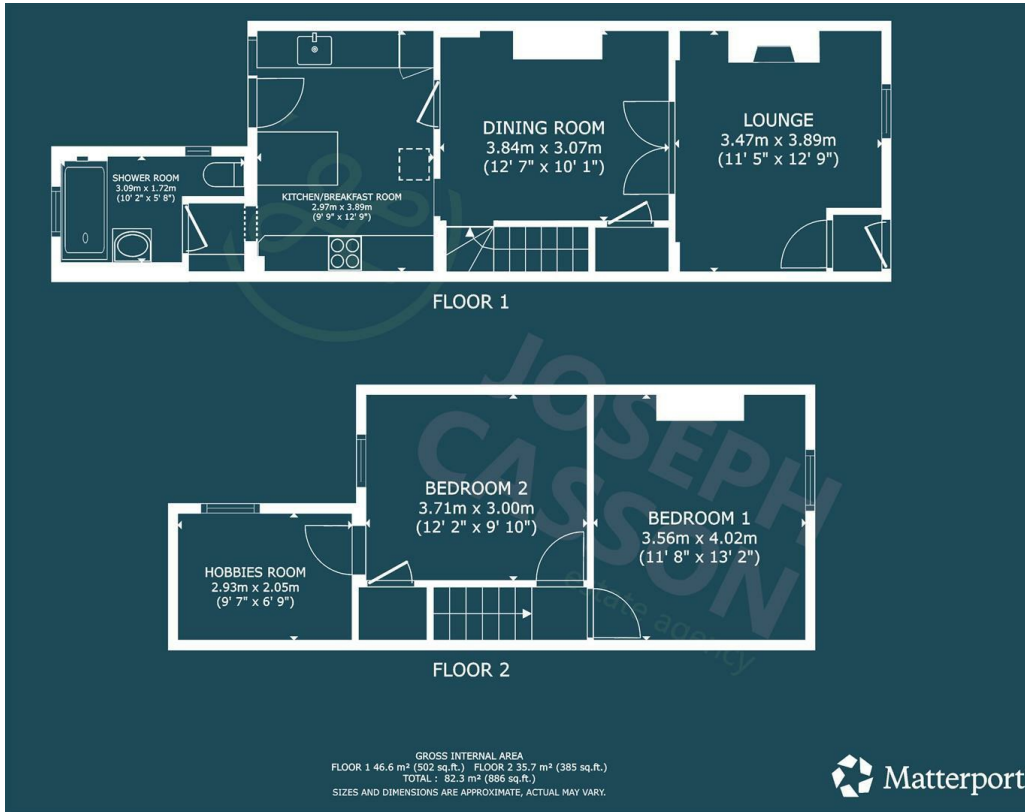 SHOWER ROOM
3.09m x 1.72m
(10' 2" x 5' 8")
KITCHEN/BREAKFAST ROOM
2.97m x 3.89m
(9' 9" x 12' 9")
DINING ROOM
3.84m x 3.07m
(12' 7" x 10' 1")
LOUNGE
3.47m x 3.89m
(11' 5" x 12' 9")
FLOOR 1
JOSEPH
CASSON
estate agency
HOBBIES ROOM
2.93m x 2.05m
(9' 7" x 6' 9")
BEDROOM 2
3.71m x 3.00m
(12' 2" x 9' 10")
BEDROOM 1
3.56m x 4.02m
(11' 8" x 13' 2")
FLOOR 2
GROSS INTERNAL AREA
FLOOR 1 46.6 m² (502 sq.ft.) FLOOR 2 35.7 m² (385 sq.ft.)
TOTAL : 82.3 m² (886 sq.ft.)
SIZES AND DIMENSIONS ARE APPROXIMATE, ACTUAL MAY VARY.
Matterport